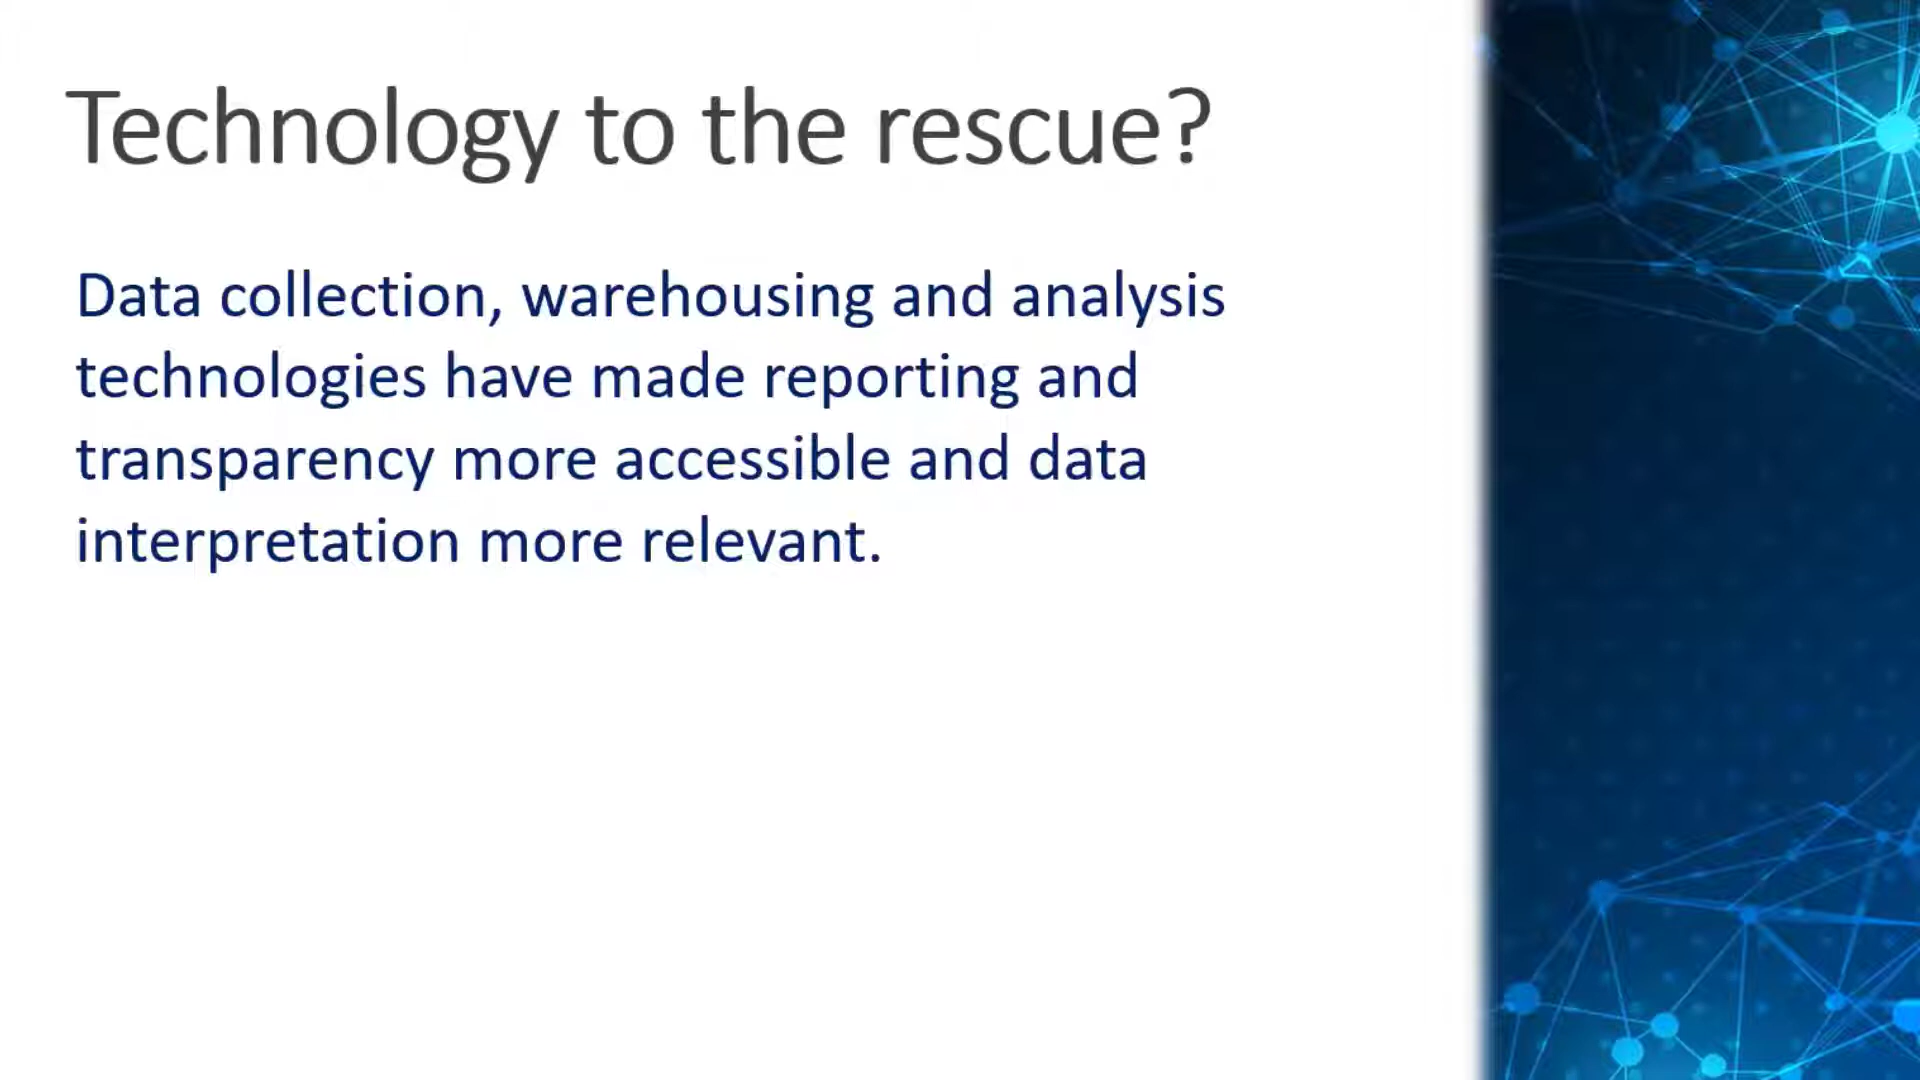 Technology to the rescue?
Data collection, warehousing and analysis
technologies have made reporting and
transparency more accessible and data
interpretation more relevant.